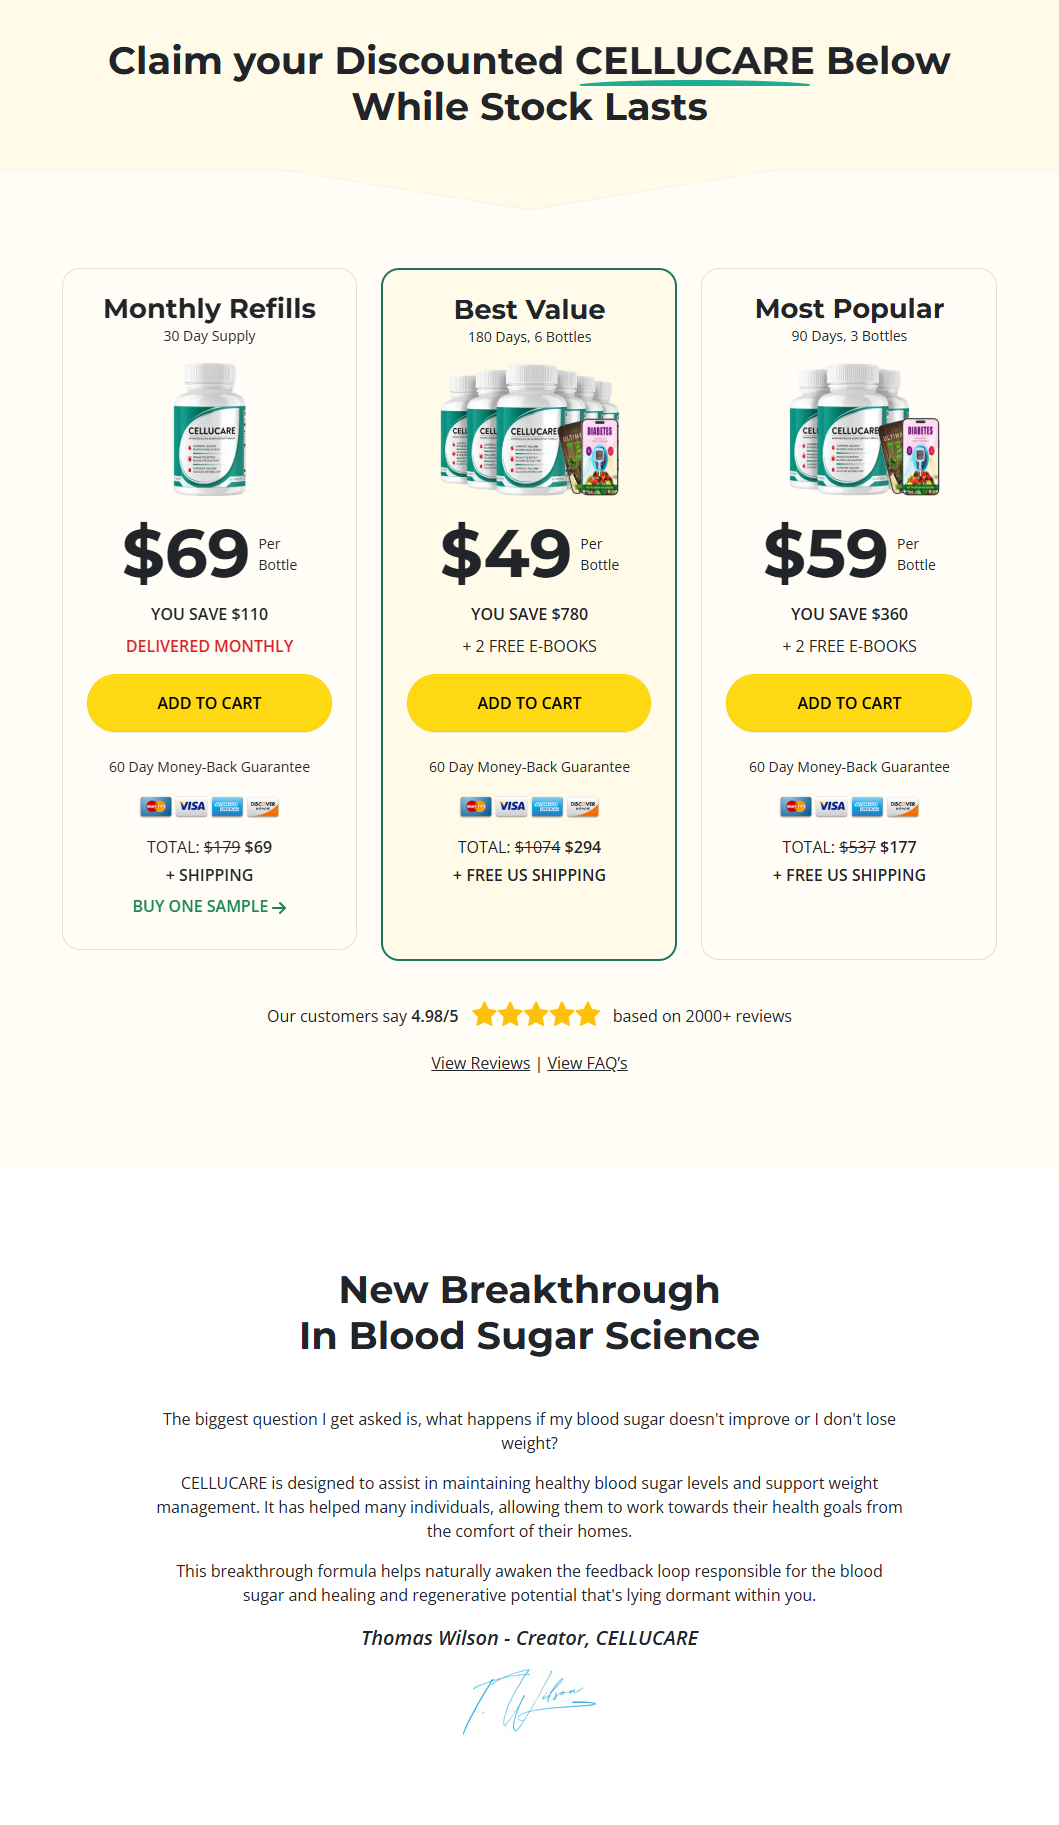 Claim your Discounted CELLUCARE Below
While Stock Lasts
Monthly Refills
30 Day Supply
CELLUCARE
$69 Per
Bottle
YOU SAVE $110
DELIVERED MONTHLY
ADD TO CART
60 Day Money-Back Guarantee
VISA
DISCOVER
TOTAL: $179 $69
+ SHIPPING
BUY ONE SAMPLE
Best Value
180 Days, 6 Bottles
CELLUCARE
DIABETES
$49 Per
Bottle
YOU SAVE $780
+ 2 FREE E-BOOKS
ADD TO CART
60 Day Money-Back Guarantee
VISA
DISCOVER
TOTAL: $1074 $294
+ FREE US SHIPPING
Most Popular
90 Days, 3 Bottles
CELLUCARE
DIABETES
$59 Per
Bottle
YOU SAVE $360
+ 2 FREE E-BOOKS
ADD TO CART
60 Day Money-Back Guarantee
VISA
DISCOVER
TOTAL: $537 $177
+ FREE US SHIPPING
Our customers say 4.98/5 based on 2000+ reviews
View Reviews | View FAQ’s
New Breakthrough
In Blood Sugar Science
The biggest question I get asked is, what happens if my blood sugar doesn't improve or I don't lose
weight?
CELLUCARE is designed to assist in maintaining healthy blood sugar levels and support weight
management. It has helped many individuals, allowing them to work towards their health goals from
the comfort of their homes.
This breakthrough formula helps naturally awaken the feedback loop responsible for the blood
sugar and healing and regenerative potential that's lying dormant within you.
Thomas Wilson - Creator, CELLUCARE
T. Wilson